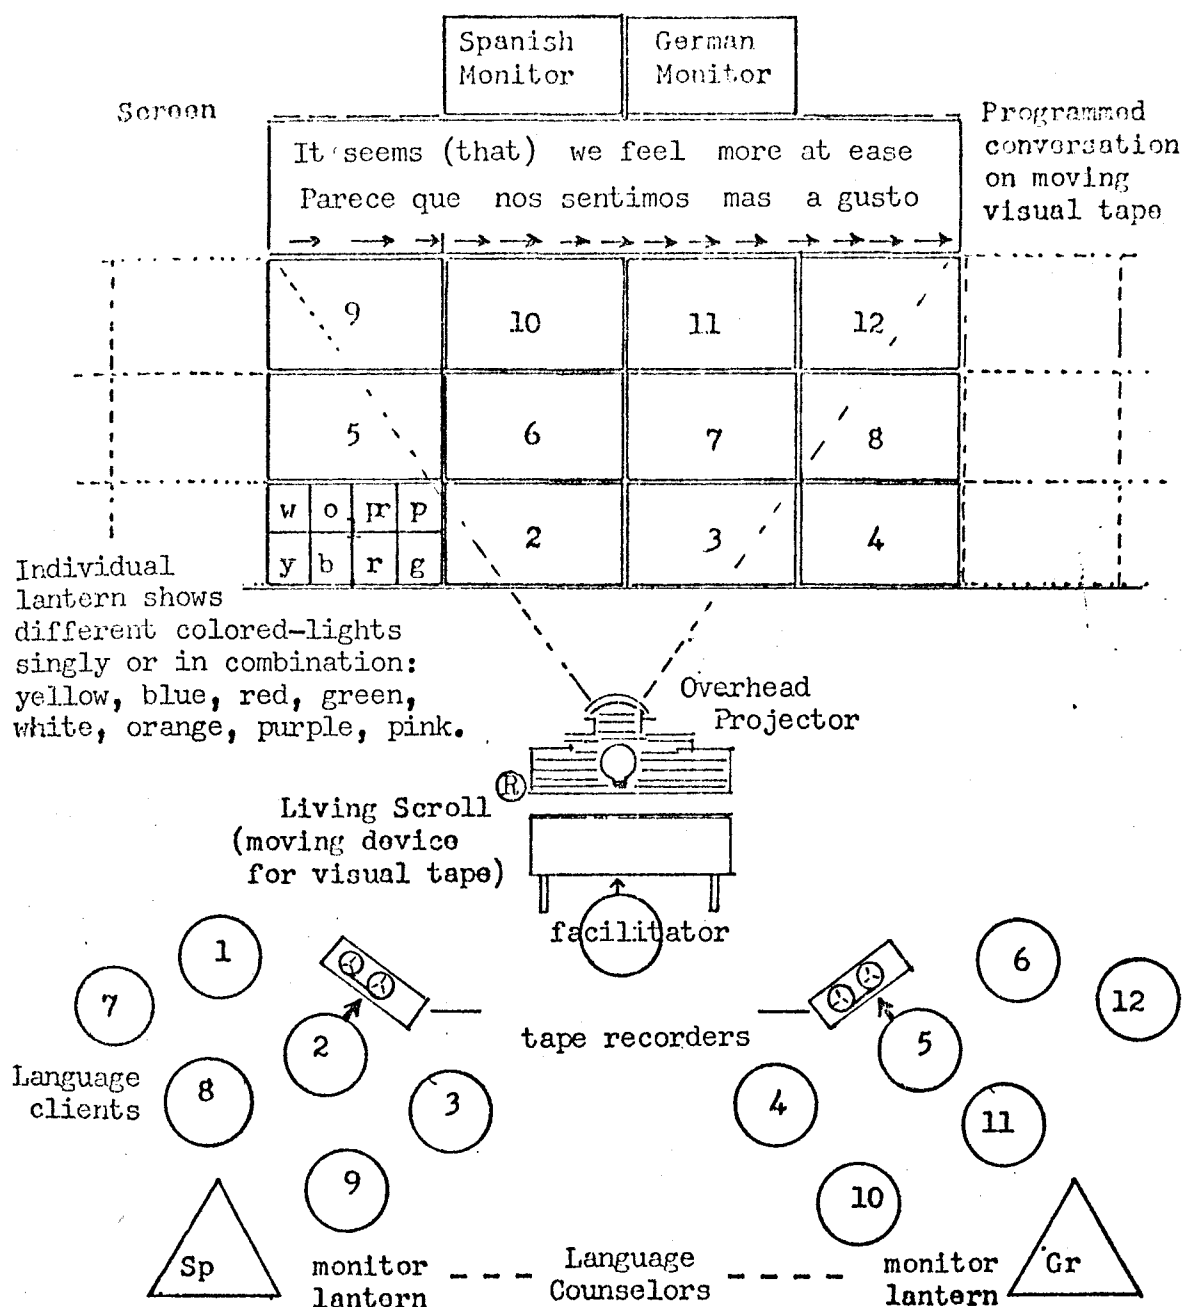 Spanish Monitor
German Monitor
Screen
Programmed
conversation
on moving
visual tape
It seems (that) we feel more at ease
Parece que nos sentimos mas a gusto
9 10 11 12
5 6 7 8
w o pr p
y b r g
2 3 4
Individual
lantern shows
different colored-lights
singly or in combination:
yellow, blue, red, green,
white, orange, purple, pink.
Overhead
Projector
R
Living Scroll
(moving device
for visual tape)
facilitator
1
6
7
12
2
tape recorders
5
Language
clients
8
3
4
11
9
10
Sp
monitor
lantern
Language
Counselors
monitor
lantern
Gr